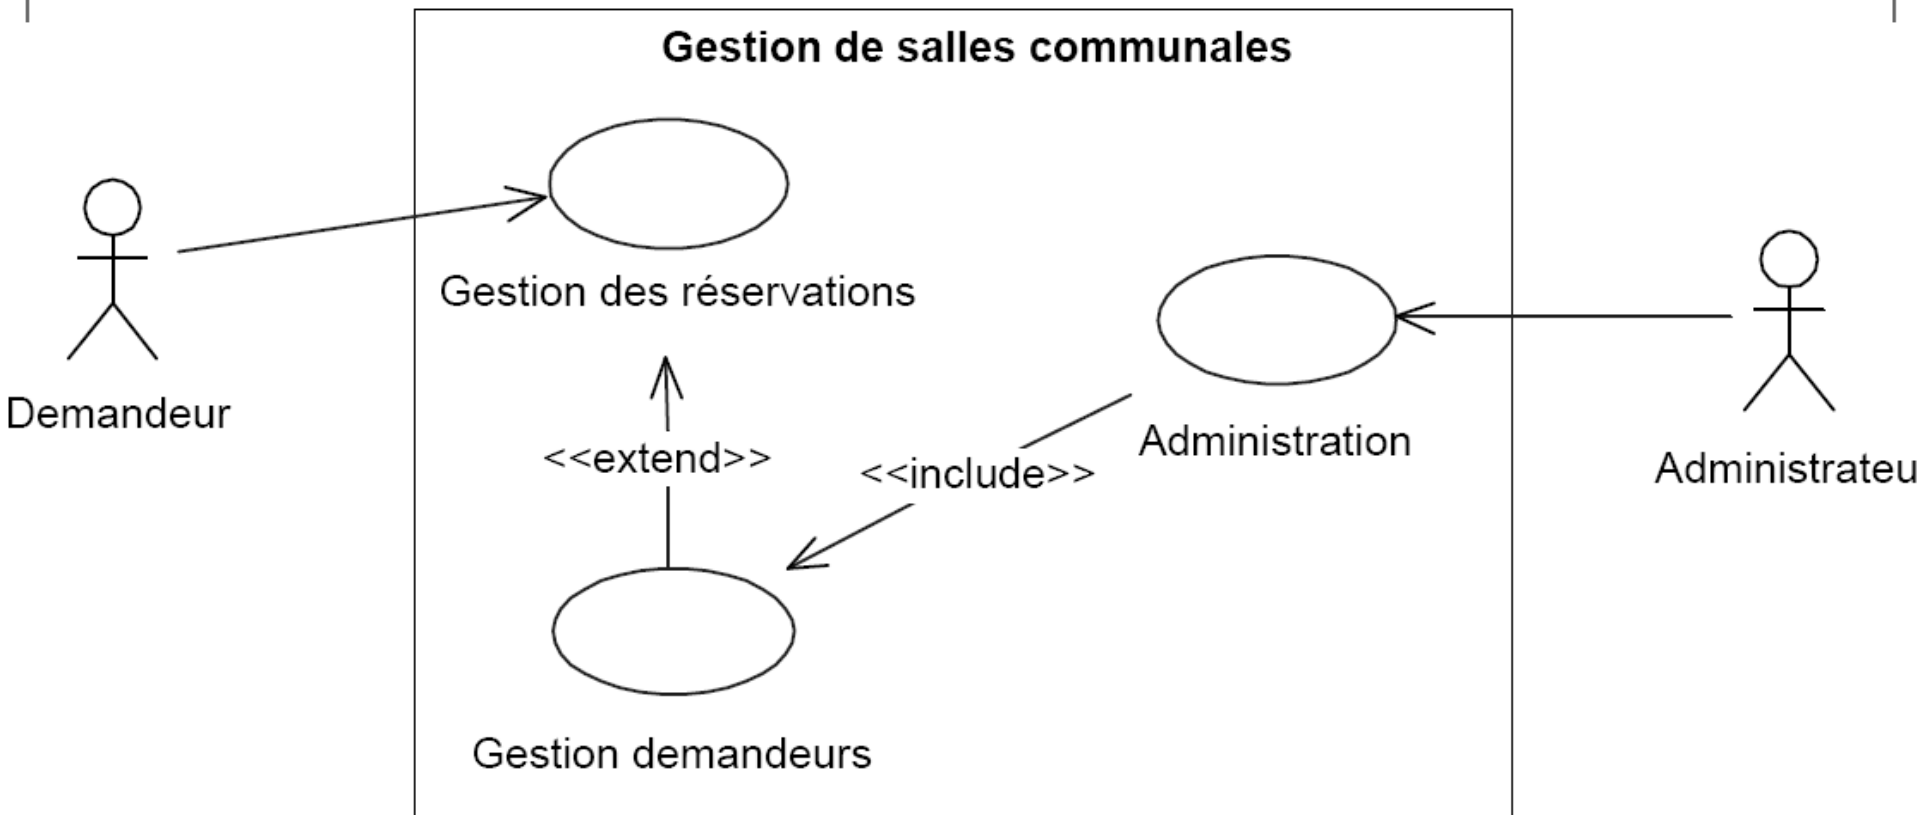 Gestion de salles communales
Gestion des réservations
Demandeur
<<extend>>
<<include>>
Administration
Administrateu
Gestion demandeurs